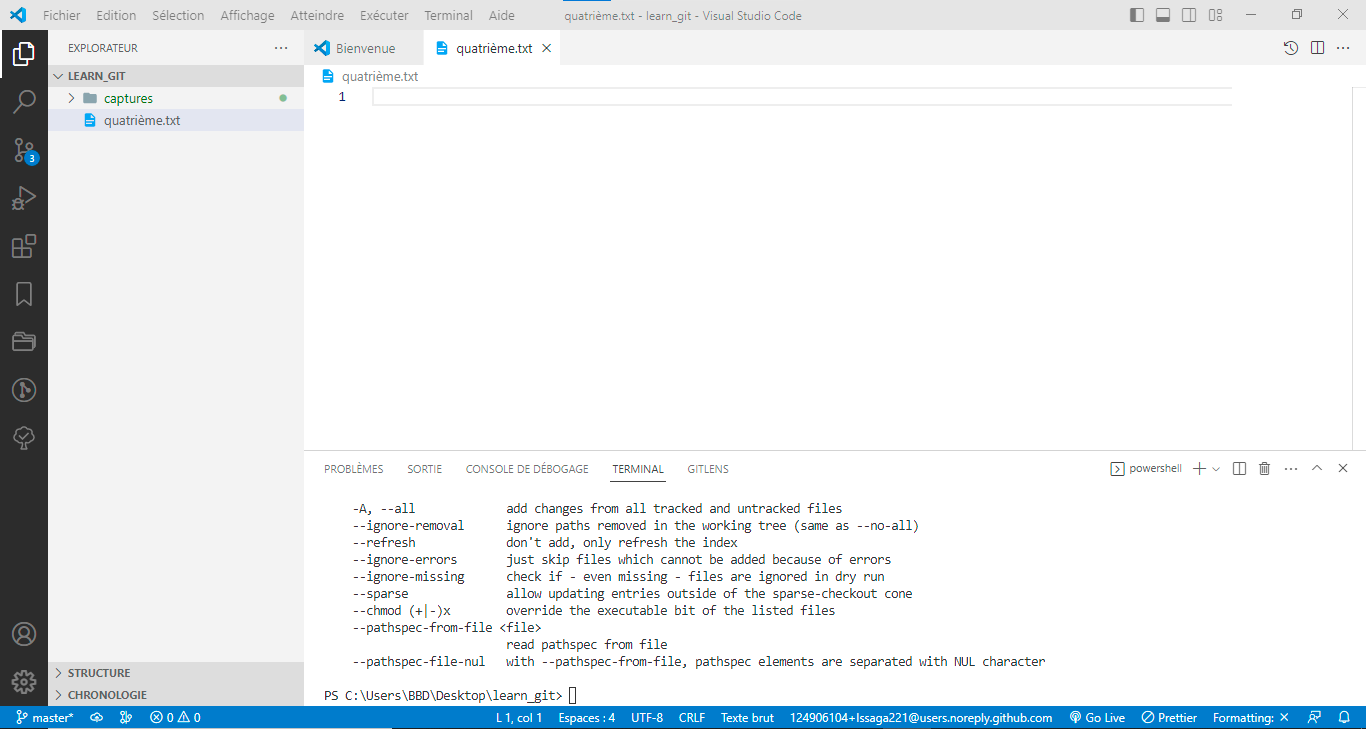 Fichier Edition Sélection Affichage Atteindre Exécuter Terminal Aide quatrième.txt - learn_git - Visual Studio Code
EXPLORATEUR
Bienvenue quatrième.txt
LEARN_GIT
quatrième.txt
captures
1
quatrième.txt
3
PROBLÈMES SORTIE CONSOLE DE DÉBOGAGE TERMINAL GITLENS powershell
-A, --all add changes from all tracked and untracked files
--ignore-removal ignore paths removed in the working tree (same as --no-all)
--refresh don't add, only refresh the index
--ignore-errors just skip files which cannot be added because of errors
--ignore-missing check if - even missing - files are ignored in dry run
--sparse allow updating entries outside of the sparse-checkout cone
--chmod (+|-)x override the executable bit of the listed files
--pathspec-from-file <file>
read pathspec from file
--pathspec-file-nul with --pathspec-from-file, pathspec elements are separated with NUL character
PS C:\Users\BBD\Desktop\learn_git>
STRUCTURE
CHRONOLOGIE
master* 0 0 L 1, col 1 Espaces : 4 UTF-8 CRLF Texte brut 124906104+Issaga221@users.noreply.github.com Go Live Prettier Formatting: ✕